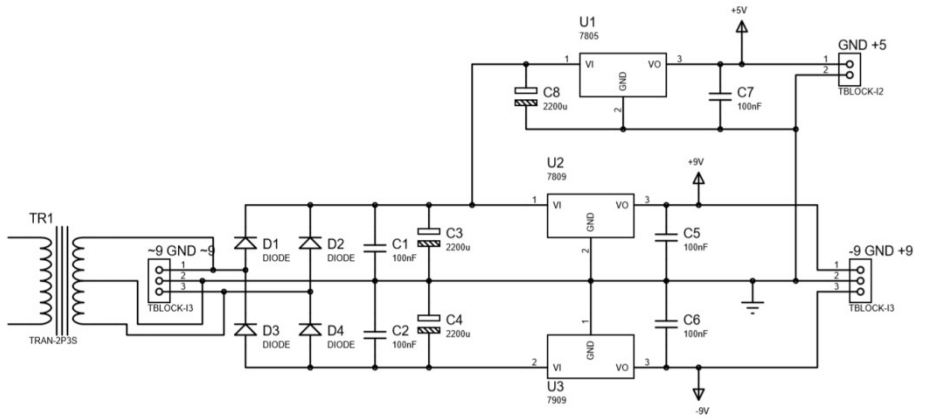 +5V
U1
7805
1
VI
VO
3
GND
2
C8
2200u
C7
100nF
GND +5
1
2
TBLOCK-I2
U2
7809
1
VI
VO
3
GND
2
+9V
TR1
TRAN-2P3S
~9 GND ~9
1
2
3
TBLOCK-I3
D1
DIODE
D2
DIODE
C1
100nF
C3
2200u
C5
100nF
-9 GND +9
1
2
3
TBLOCK-I3
D3
DIODE
D4
DIODE
C2
100nF
C4
2200u
C6
100nF
1
GND
2
VI
VO
3
U3
7909
-9V